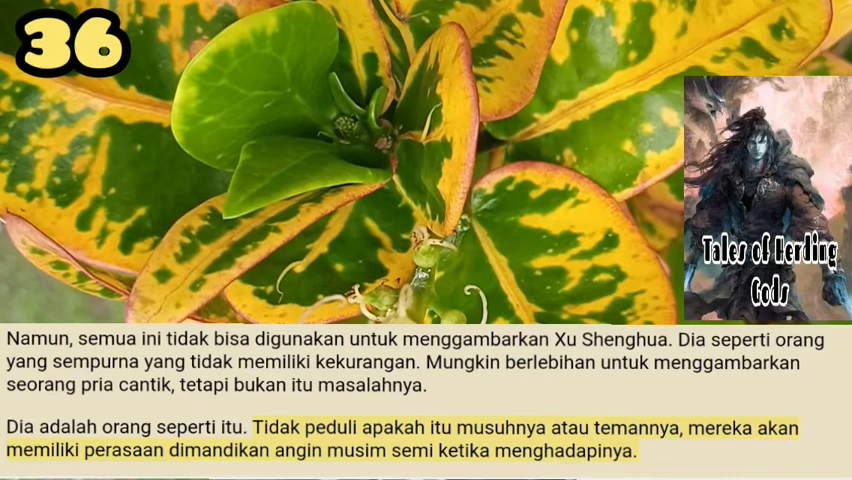 36
Tales of Herding
Gods
Namun, semua ini tidak bisa digunakan untuk menggambarkan Xu Shenghua. Dia seperti orang
yang sempurna yang tidak memiliki kekurangan. Mungkin berlebihan untuk menggambarkan
seorang pria cantik, tetapi bukan itu masalahnya.
Dia adalah orang seperti itu. Tidak peduli apakah itu musuhnya atau temannya, mereka akan
memiliki perasaan dimandikan angin musim semi ketika menghadapinya.